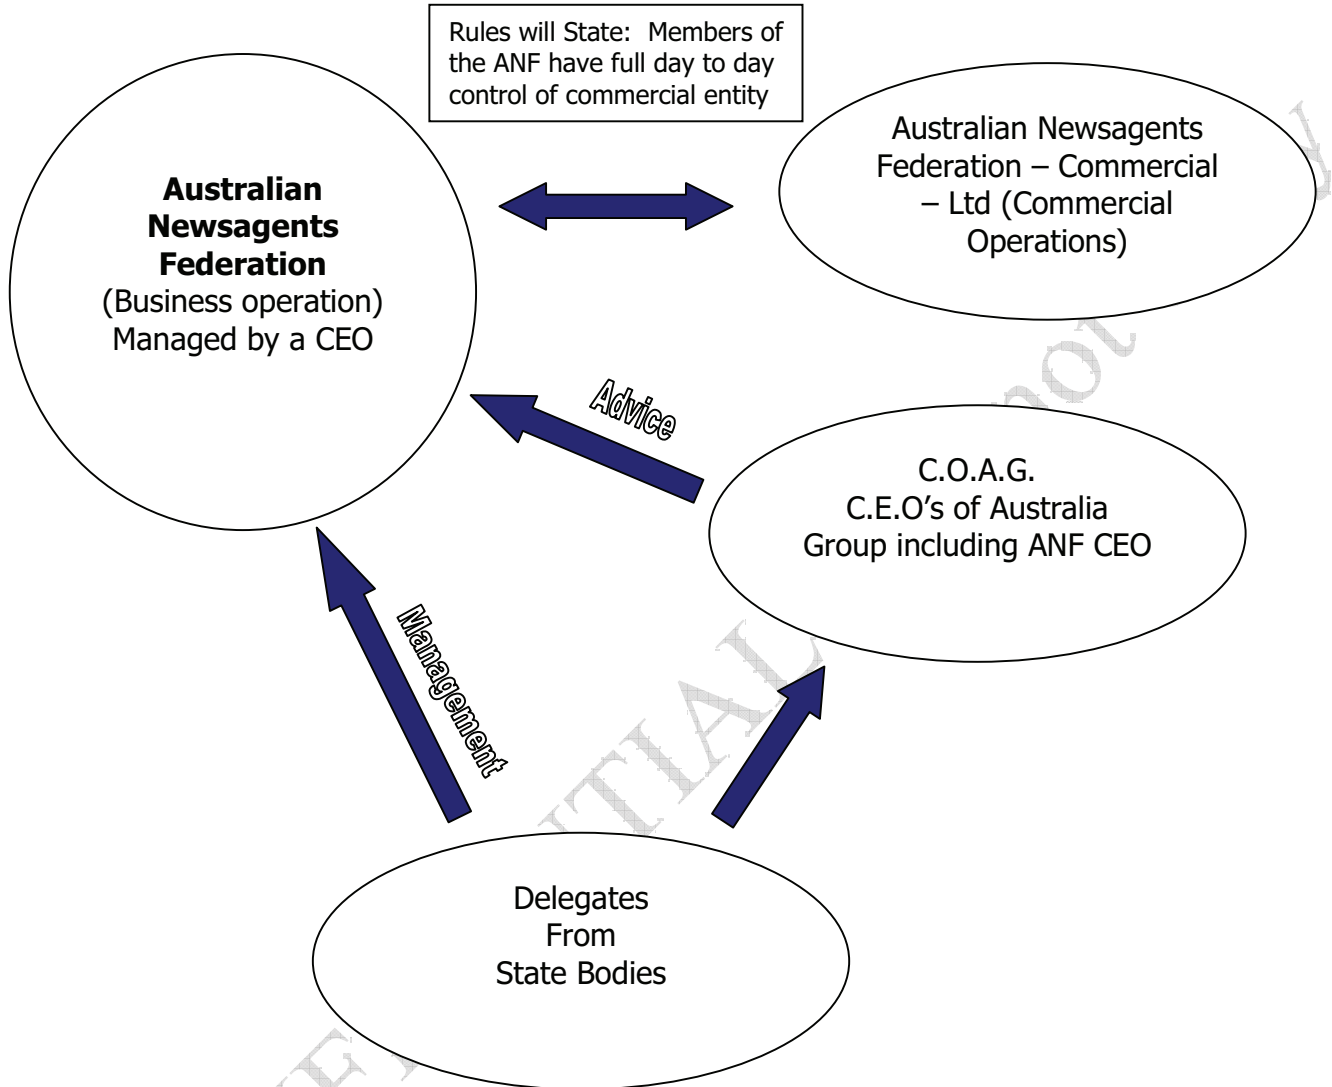 Rules will State:  Members of
the ANF have full day to day
control of commercial entity
Australian
Newsagents
Federation
(Business operation)
Managed by a CEO
Australian Newsagents
Federation – Commercial
– Ltd (Commercial
Operations)
Advice
C.O.A.G.
C.E.O’s of Australia
Group including ANF CEO
Management
Delegates
From
State Bodies